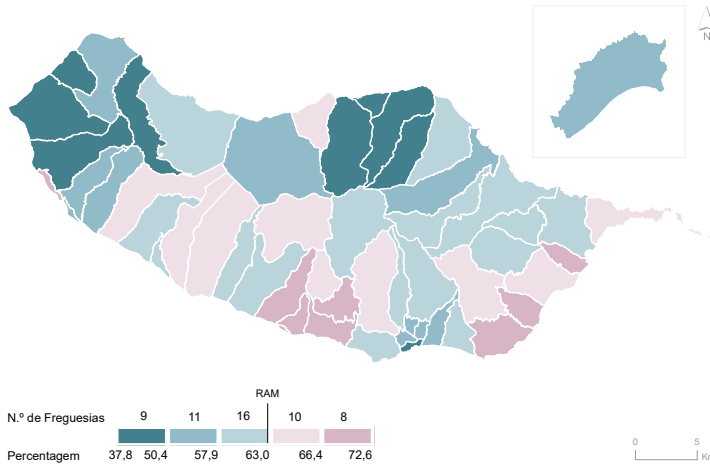 N
RAM
N.º de Freguesias 9 11 16 10 8
Percentagem 37,8 50,4 57,9 63,0 66,4 72,6
0 5